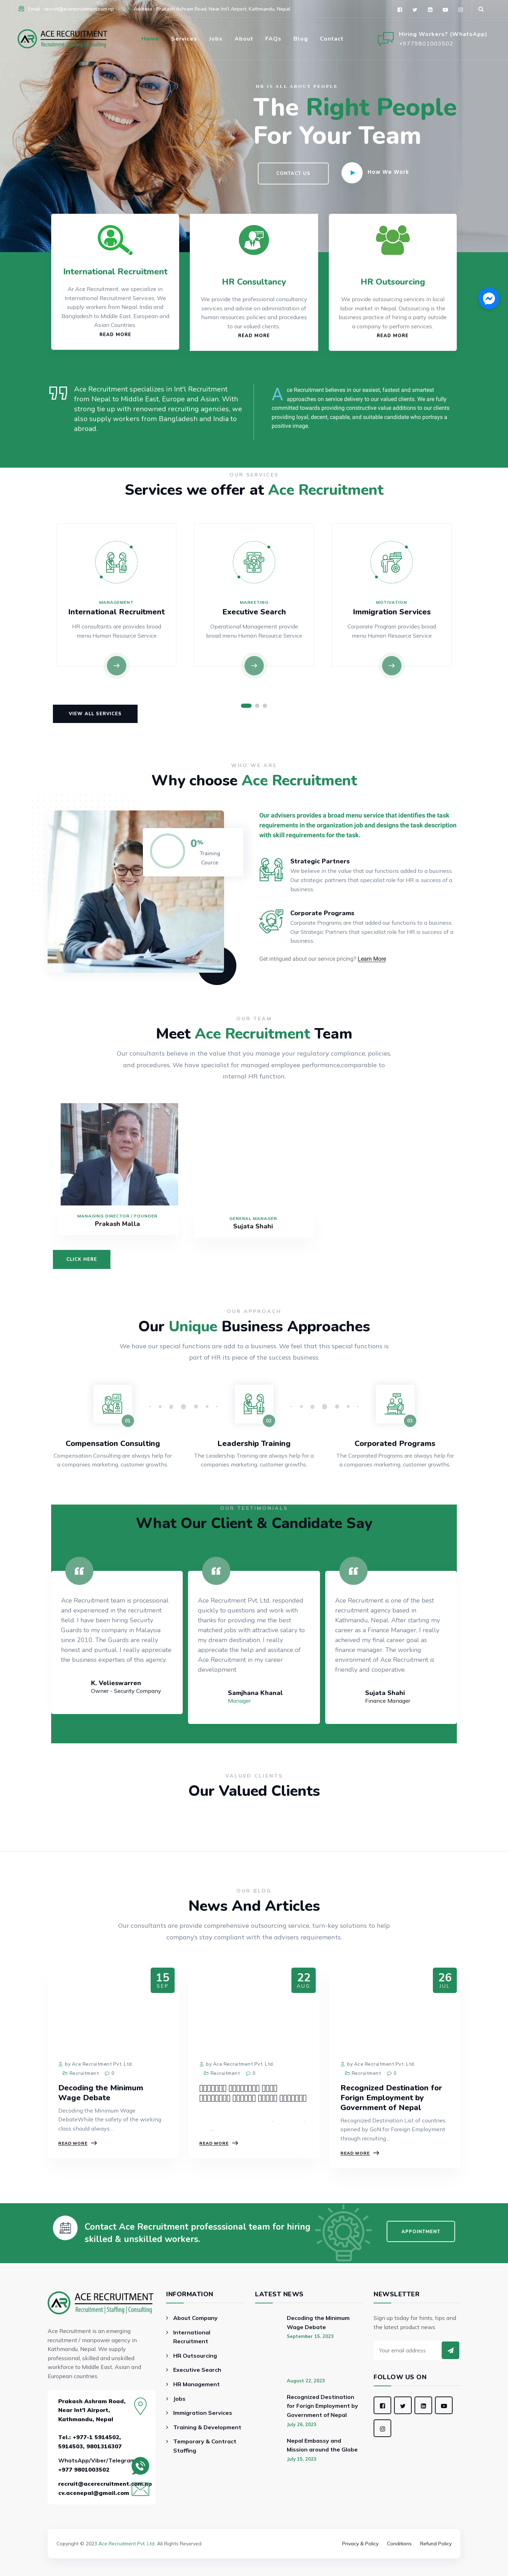 Email : recruit@acerecruitment.com.np
Address : Prakash Ashram Road, Near Int'l Airport, Kathmandu, Nepal
ACE RECRUITMENT
Recruitment | Staffing | Consulting
Home
Services
Jobs
About
FAQs
Blog
Contact
Hiring Workers? (WhatsApp)
+9779801003502
HR IS ALL ABOUT PEOPLE
The Right People
For Your Team
CONTACT US
How We Work
International Recruitment
At Ace Recruitment, we specialize in
International Recruitment Services, We
supply workers from Nepal, India and
Bangladesh to Middle East, European and
Asian Countries.
READ MORE
HR Consultancy
We provide the professional consultancy
services and advise on administration of
human resources policies and procedures
to our valued clients.
READ MORE
HR Outsourcing
We provide outsourcing services in local
labor market in Nepal. Outsourcing is the
business practice of hiring a party outside
a company to perform services.
READ MORE
Ace Recruitment specializes in Int'l Recruitment
from Nepal to Middle East, Europe and Asian. With
strong tie up with renowned recruiting agencies, we
also supply workers from Bangladesh and India to
abroad.
Ace Recruitment believes in our easiest, fastest and smartest
approaches on service delivery to our valued clients. We are fully
committed towards providing constructive value additions to our clients
providing loyal, decent, capable, and suitable candidate who portrays a
positive image.
OUR SERVICES
Services we offer at Ace Recruitment
MANAGEMENT
International Recruitment
HR consultants are provides broad
menu Human Resource Service
MARKETING
Executive Search
Operational Management provide
broad menu Human Resource Service
MOTIVATION
Immigration Services
Corporate Program provides broad
menu Human Resource Service
VIEW ALL SERVICES
WHO WE ARE
Why choose Ace Recruitment
0%
Training
Cource
Our advisers provides a broad menu service that identifies the task
requirements in the organization job and designs the task description
with skill requirements for the task.
Strategic Partners
We believe in the value that our functions added to a business.
Our strategic partners that specialist role for HR is success of a
business.
Corporate Programs
Corporate Programs are that added our functions to a business.
Our Strategic Partners that specialist role for HR is success of a
business.
Get intrigued about our service pricing? Learn More
OUR TEAM
Meet Ace Recruitment Team
Our consultants believe in the value that you manage your regulatory compliance, policies,
and procedures. We have specialist for managed employee performance,comparable to
internal HR function.
MANAGING DIRECTOR / FOUNDER
Prakash Malla
GENERAL MANAGER
Sujata Shahi
CLICK HERE
OUR APPROACH
Our Unique Business Approaches
We have our special functions are add to a business. We feel that this special functions is
part of HR its piece of the success business.
01
Compensation Consulting
Compensation Consulting are always help for
a companies marketing, customer growths.
02
Leadership Training
The Leadership Training are always help for a
companies marketing, customer growths.
03
Corporated Programs
The Corporated Programs are always help for
a companies marketing, customer growths.
OUR TESTIMONIALS
What Our Client & Candidate Say
Ace Recruitment team is processional
and experienced in the recruitment
field. I have been hiring Secuirty
Guards to my company in Malaysia
since 2010. The Guards are really
honest and punitual. I really appreciate
the business experties of this agency.
K. Velieswarren
Owner - Security Company
Ace Recruitment Pvt. Ltd. responded
quickly to questions and work with
thanks for providing me the best
matched jobs with attractive salary to
my dream destination. I really
appreciate the help and assitance of
Ace Recruitment in my career
development.
Samjhana Khanal
Manager
Ace Recruitment is one of the best
recruitment agency based in
Kathmandu, Nepal. After starting my
career as a Finance Manager, I really
acheived my final career goal as
finance manager. The working
environment of Ace Recruitment is
friendly and cooperative.
Sujata Shahi
Finance Manager
VALUED CLIENTS
Our Valued Clients
OUR BLOG
News And Articles
Our consultants are provide comprehensive outsourcing service, turn-key solutions to help
company's stay compliant with the advisers requirements.
15
SEP
by Ace Recruitment Pvt. Ltd.
Recruitment 0
Decoding the Minimum
Wage Debate
Decoding the Minimum Wage
DebateWhile the safety of the working
class should always...
READ MORE
22
AUG
by Ace Recruitment Pvt. Ltd.
Recruitment 0
READ MORE
26
JUL
by Ace Recruitment Pvt. Ltd.
Recruitment 0
Recognized Destination for
Forign Employment by
Government of Nepal
Recognized Destination List of countries
opened by GoN for Foreign Employment
through recruiting...
READ MORE
Contact Ace Recruitment professsional team for hiring
skilled & unskilled workers.
APPOINTMENT
ACE RECRUITMENT
Recruitment | Staffing | Consulting
Ace Recruitment is an emerging
recruitment / manpower agency in
Kathmandu, Nepal. We supply
professional, skilled and unskilled
workforce to Middle East, Asian and
European countries.
Prakash Ashram Road,
Near Int'l Airport,
Kathmandu, Nepal
Tel.: +977-1 5914502,
5914503, 9801316307
WhatsApp/Viber/Telegram:
+977 9801003502
recruit@acerecruitment.com.np
cv.acenepal@gmail.com
INFORMATION
About Company
International
Recruitment
HR Outsourcing
Executive Search
HR Management
Jobs
Immigration Services
Training & Development
Temporary & Contract
Staffing
LATEST NEWS
Decoding the Minimum
Wage Debate
September 15, 2023
August 22, 2023
Recognized Destination
for Forign Employment by
Government of Nepal
July 26, 2023
Nepal Embassy and
Mission around the Globe
July 15, 2023
NEWSLETTER
Sign up today for hints, tips and
the latest product news
Your email address
FOLLOW US ON
Copyright © 2023 Ace Recruitment Pvt. Ltd. All Rights Reserved
Privacy & Policy
Conditions
Refund Policy